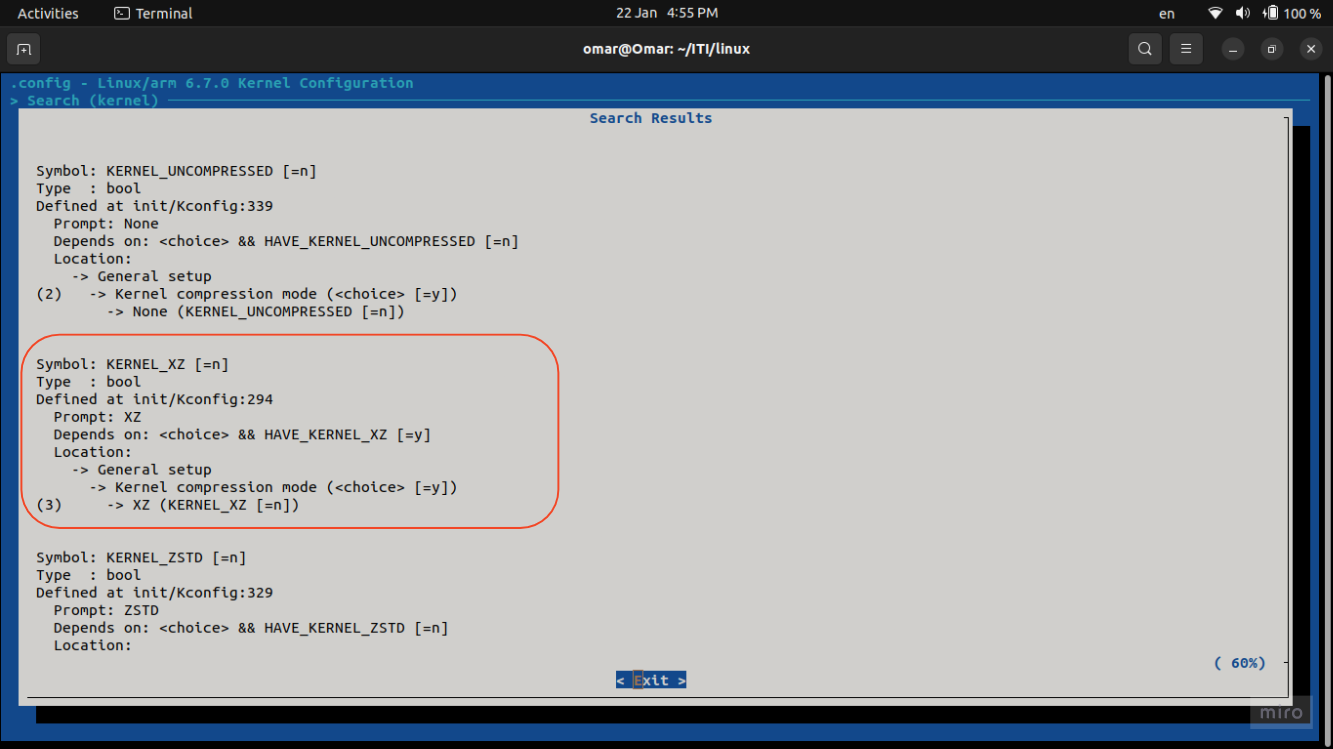 Activities
Terminal
22 Jan 4:55 PM
en
100 %
omar@Omar: ~/ITI/linux
.config - Linux/arm 6.7.0 Kernel Configuration
> Search (kernel)
Search Results
Symbol: KERNEL_UNCOMPRESSED [=n]
Type  : bool
Defined at init/Kconfig:339
  Prompt: None
  Depends on: <choice> && HAVE_KERNEL_UNCOMPRESSED [=n]
  Location:
    -> General setup
(2)   -> Kernel compression mode (<choice> [=y])
        -> None (KERNEL_UNCOMPRESSED [=n])
Symbol: KERNEL_XZ [=n]
Type  : bool
Defined at init/Kconfig:294
  Prompt: XZ
  Depends on: <choice> && HAVE_KERNEL_XZ [=y]
  Location:
    -> General setup
      -> Kernel compression mode (<choice> [=y])
(3)     -> XZ (KERNEL_XZ [=n])
Symbol: KERNEL_ZSTD [=n]
Type  : bool
Defined at init/Kconfig:329
  Prompt: ZSTD
  Depends on: <choice> && HAVE_KERNEL_ZSTD [=n]
  Location:
( 60%)
< Exit >
miro